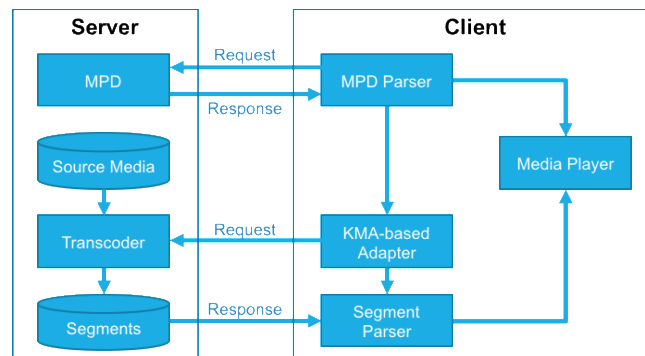 Server
Client
Request
MPD
MPD Parser
Response
Source Media
Media Player
Request
Transcoder
KMA-based
Adapter
Response
Segments
Segment
Parser